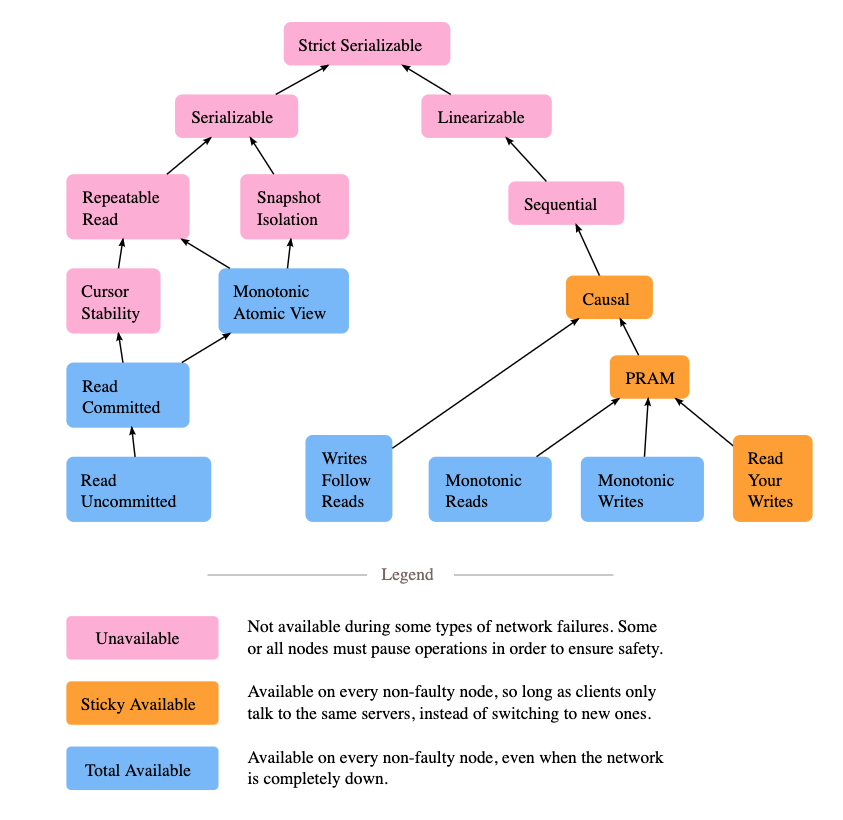 Strict Serializable
Serializable
Linearizable
Repeatable
Read
Snapshot
Isolation
Sequential
Cursor
Stability
Monotonic
Atomic View
Causal
Read
Committed
PRAM
Read
Uncommitted
Writes
Follow
Reads
Monotonic
Reads
Monotonic
Writes
Read
Your
Writes
Legend
Unavailable
Not available during some types of network failures. Some
or all nodes must pause operations in order to ensure safety.
Sticky Available
Available on every non-faulty node, so long as clients only
talk to the same servers, instead of switching to new ones.
Total Available
Available on every non-faulty node, even when the network
is completely down.